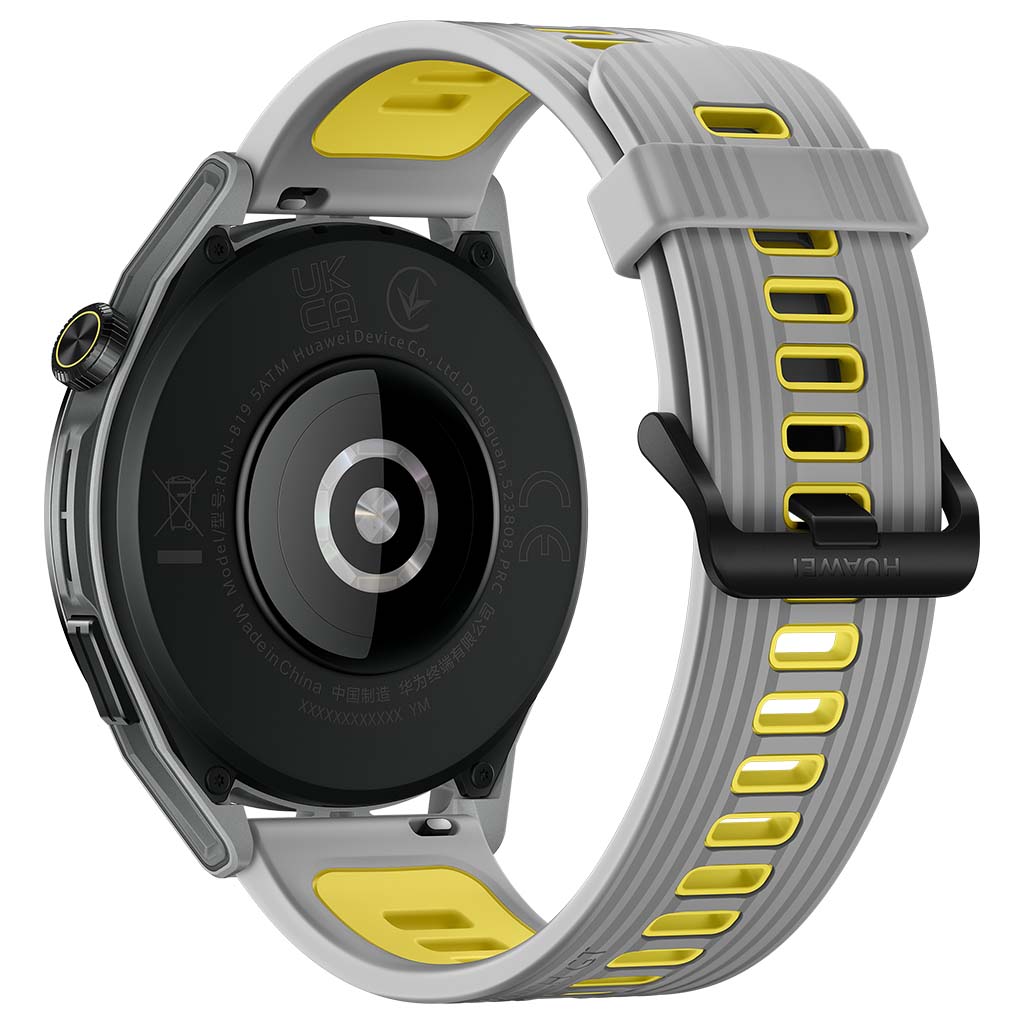 UK
CA
Model/型号:RUN-B19 5ATM Huawei Device Co., Ltd. Dongguan, 523808, PRC
CE
Made in China 中国制造 华为终端有限公司
XXXXXXXXXXXX YM
HUAWEI
GT